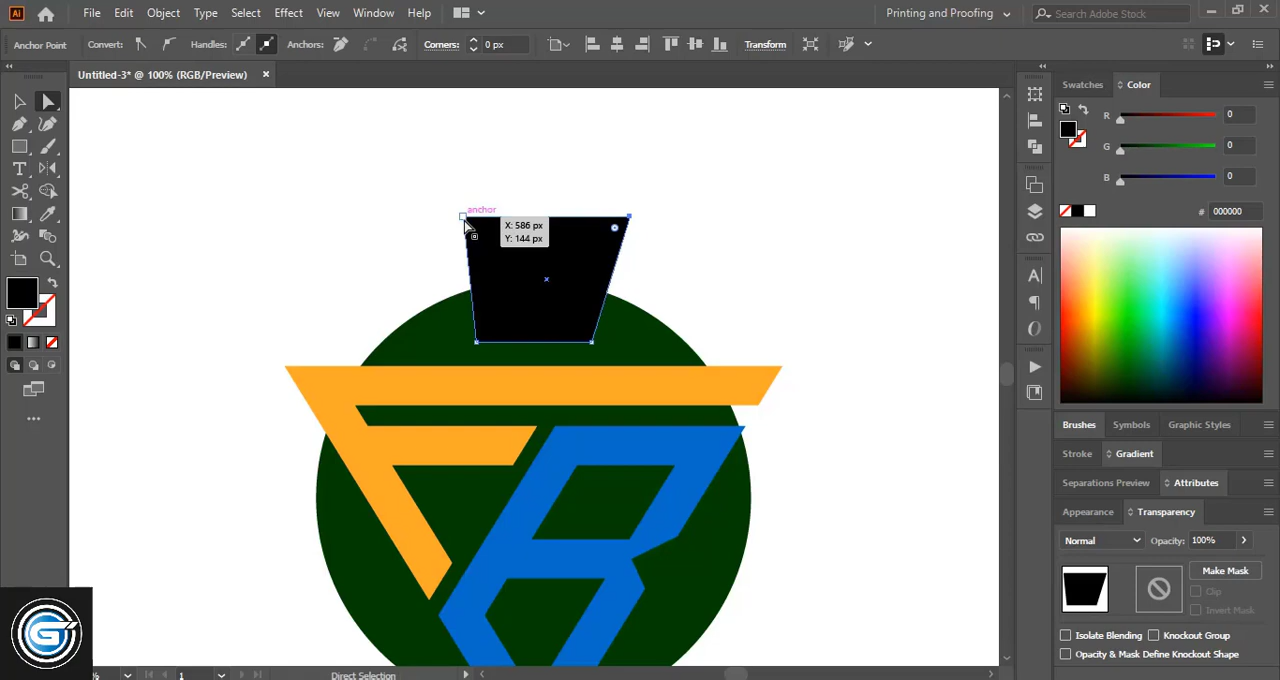 Ai File Edit Object Type Select Effect View Window Help Printing and Proofing Search Adobe Stock
Anchor Point Convert: Handles: Anchors: Corners: 0 px Transform
Untitled-3* @ 100% (RGB/Preview) ×
Swatches Color
R 0
G 0
B 0
# 000000
anchor
X: 586 px
Y: 144 px
Brushes Symbols Graphic Styles
Stroke Gradient
Separations Preview Attributes
Appearance Transparency
Normal Opacity: 100%
Make Mask
Clip
Invert Mask
Isolate Blending Knockout Group
Opacity & Mask Define Knockout Shape
% 1 Direct Selection